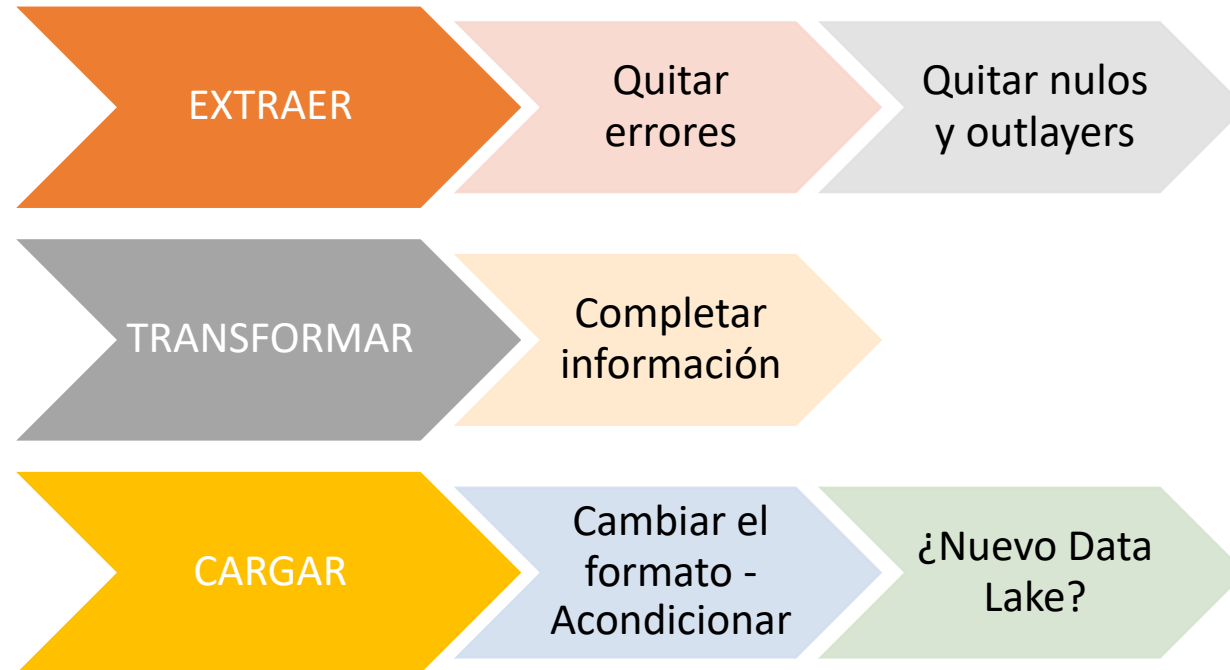 EXTRAER
Quitar
errores
Quitar nulos
y outlayers
TRANSFORMAR
Completar
información
CARGAR
Cambiar el
formato -
Acondicionar
¿Nuevo Data
Lake?